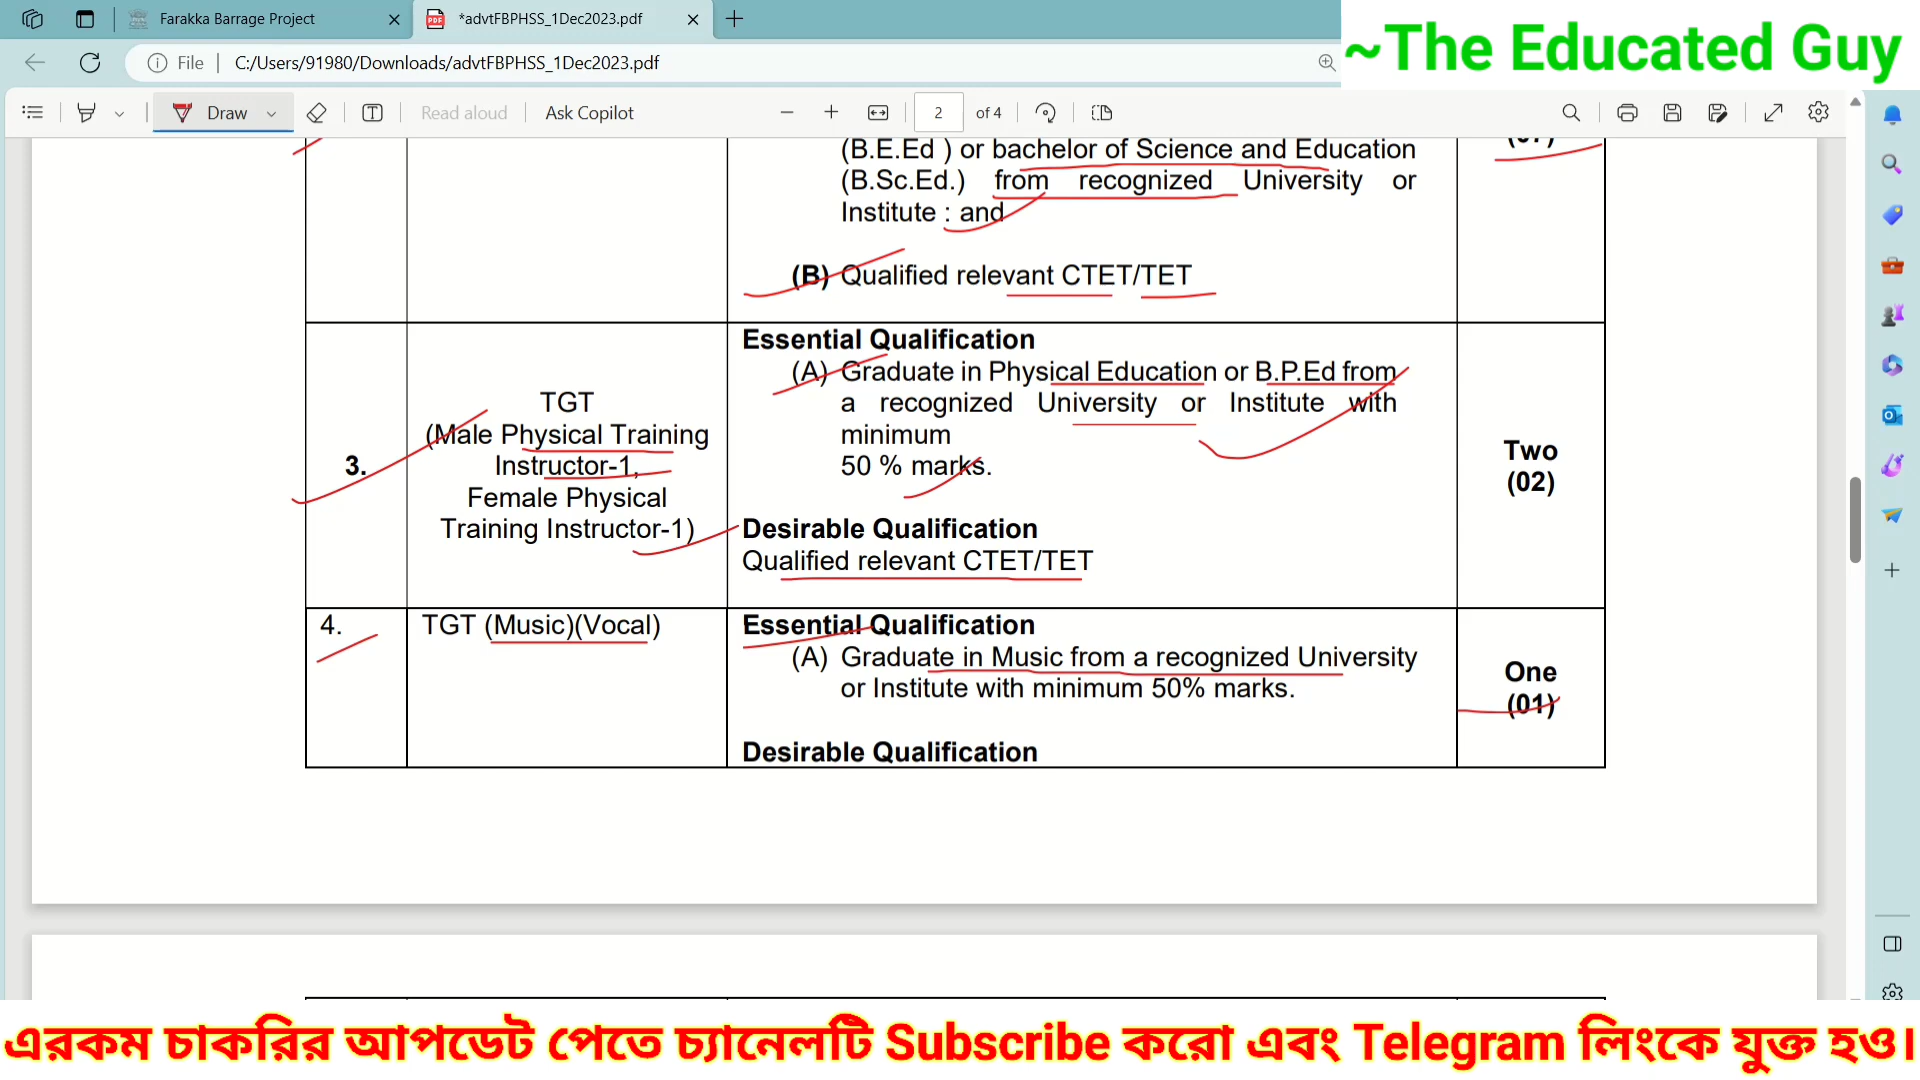 Farakka Barrage Project
*advtFBPHSS_1Dec2023.pdf
~The Educated Guy
File
C:/Users/91980/Downloads/advtFBPHSS_1Dec2023.pdf
Draw
Read aloud
Ask Copilot
2 of 4
(B.E.Ed ) or bachelor of Science and Education
(B.Sc.Ed.) from recognized University or
Institute : and
(B) Qualified relevant CTET/TET
3.
TGT
(Male Physical Training
Instructor-1,
Female Physical
Training Instructor-1)
Essential Qualification
(A) Graduate in Physical Education or B.P.Ed from
a recognized University or Institute with
minimum
50 % marks.
Desirable Qualification
Qualified relevant CTET/TET
Two
(02)
4.
TGT (Music)(Vocal)
Essential Qualification
(A) Graduate in Music from a recognized University
or Institute with minimum 50% marks.
Desirable Qualification
One
(01)
এরকম চাকরির আপডেট পেতে চ্যানেলটি Subscribe করো এবং Telegram লিংকে যুক্ত হও।